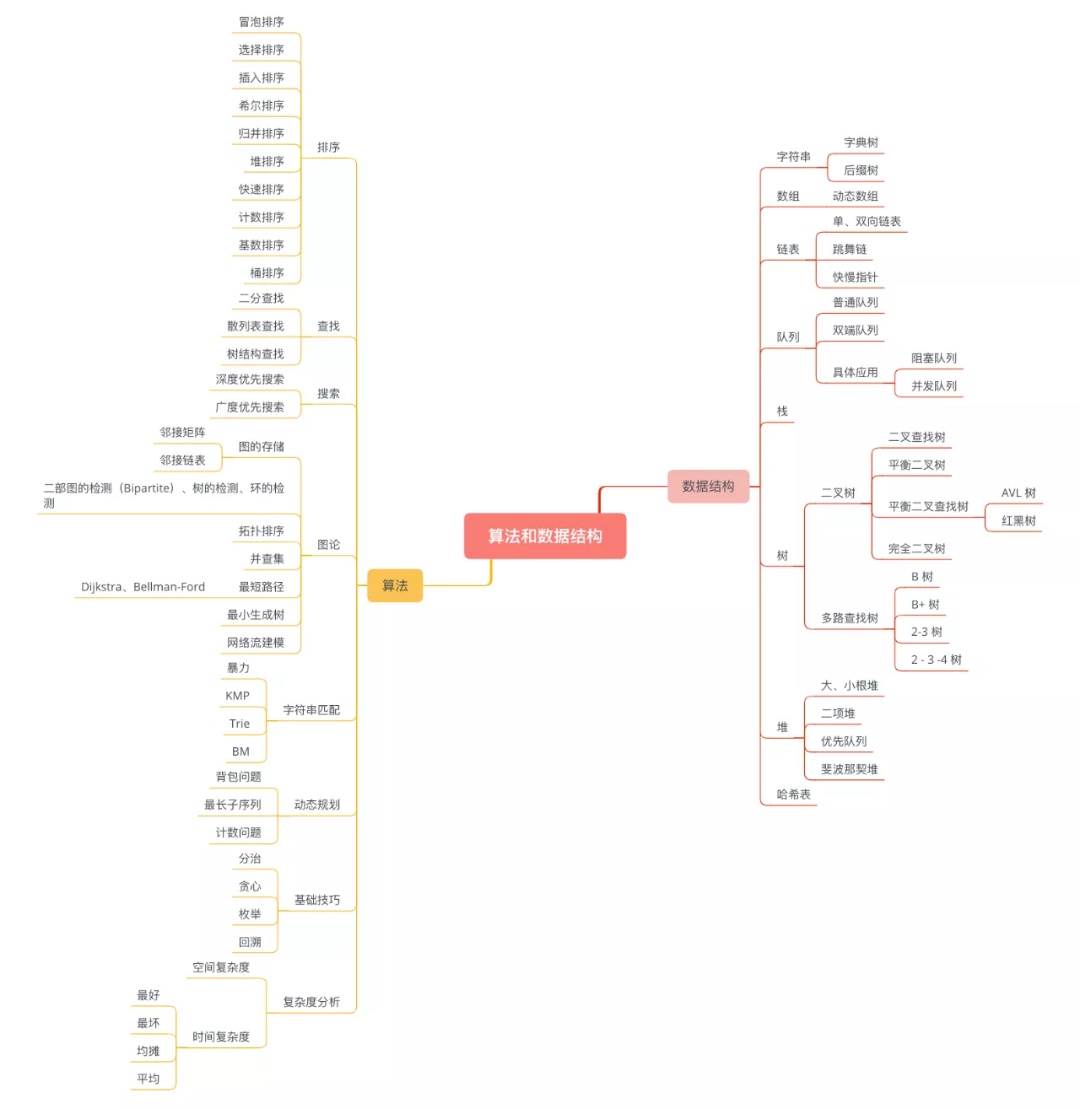 算法和数据结构
算法
排序
冒泡排序
选择排序
插入排序
希尔排序
归并排序
堆排序
快速排序
计数排序
基数排序
桶排序
查找
二分查找
散列表查找
树结构查找
搜索
深度优先搜索
广度优先搜索
图论
图的存储
邻接矩阵
邻接链表
二部图的检测（Bipartite）、树的检测、环的检
测
拓扑排序
并查集
最短路径
Dijkstra、Bellman-Ford
最小生成树
网络流建模
字符串匹配
暴力
KMP
Trie
BM
动态规划
背包问题
最长子序列
计数问题
基础技巧
分治
贪心
枚举
回溯
复杂度分析
空间复杂度
时间复杂度
最好
最坏
均摊
平均
数据结构
字符串
字典树
后缀树
数组
动态数组
链表
单、双向链表
跳舞链
快慢指针
队列
普通队列
双端队列
具体应用
阻塞队列
并发队列
栈
树
二叉树
二叉查找树
平衡二叉树
平衡二叉查找树
AVL 树
红黑树
完全二叉树
多路查找树
B 树
B+ 树
2-3 树
2 - 3 -4 树
堆
大、小根堆
二项堆
优先队列
斐波那契堆
哈希表